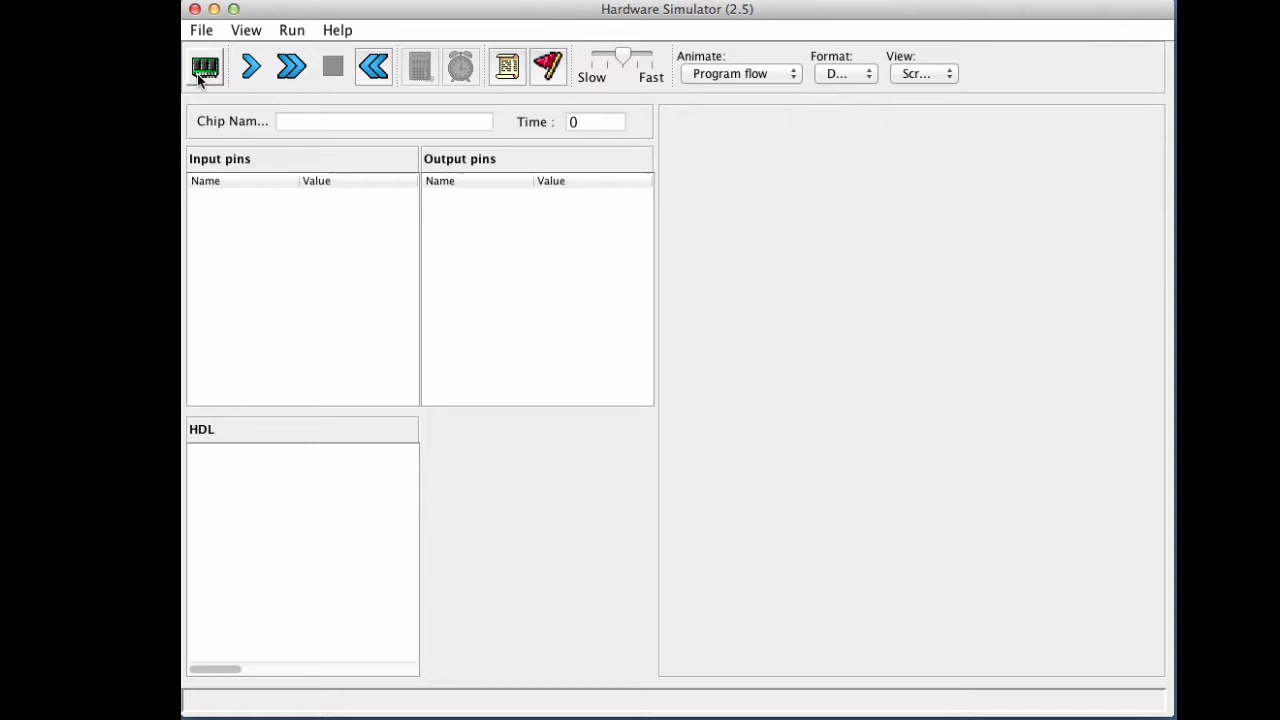 Hardware Simulator (2.5)
File View Run Help
Slow Fast
Animate: Format: View:
Program flow D... Scr...
Chip Nam... Time : 0
Input pins Output pins
Name Value Name Value
HDL